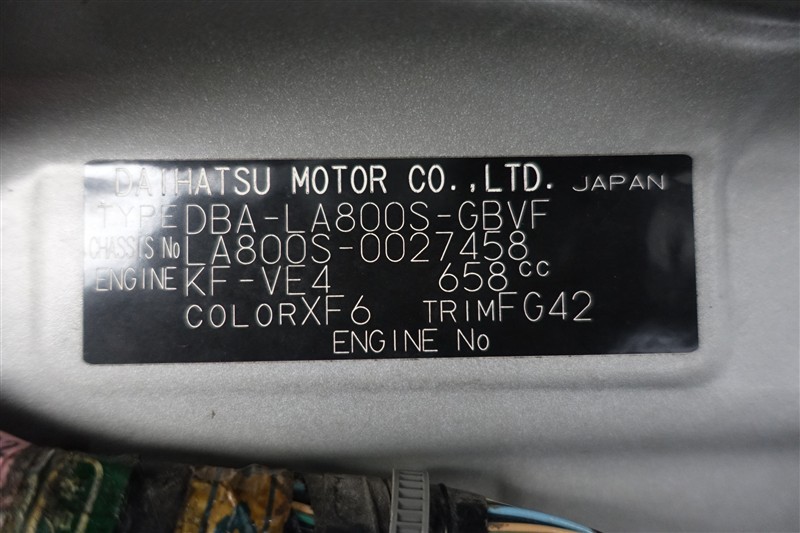 DAIHATSU MOTOR CO.,LTD. JAPAN
TYPE DBA-LA800S-GBVF
CHASSIS No LA800S-0027458
ENGINE KF-VE4 658cc
COLOR XF6 TRIM FG42
ENGINE No